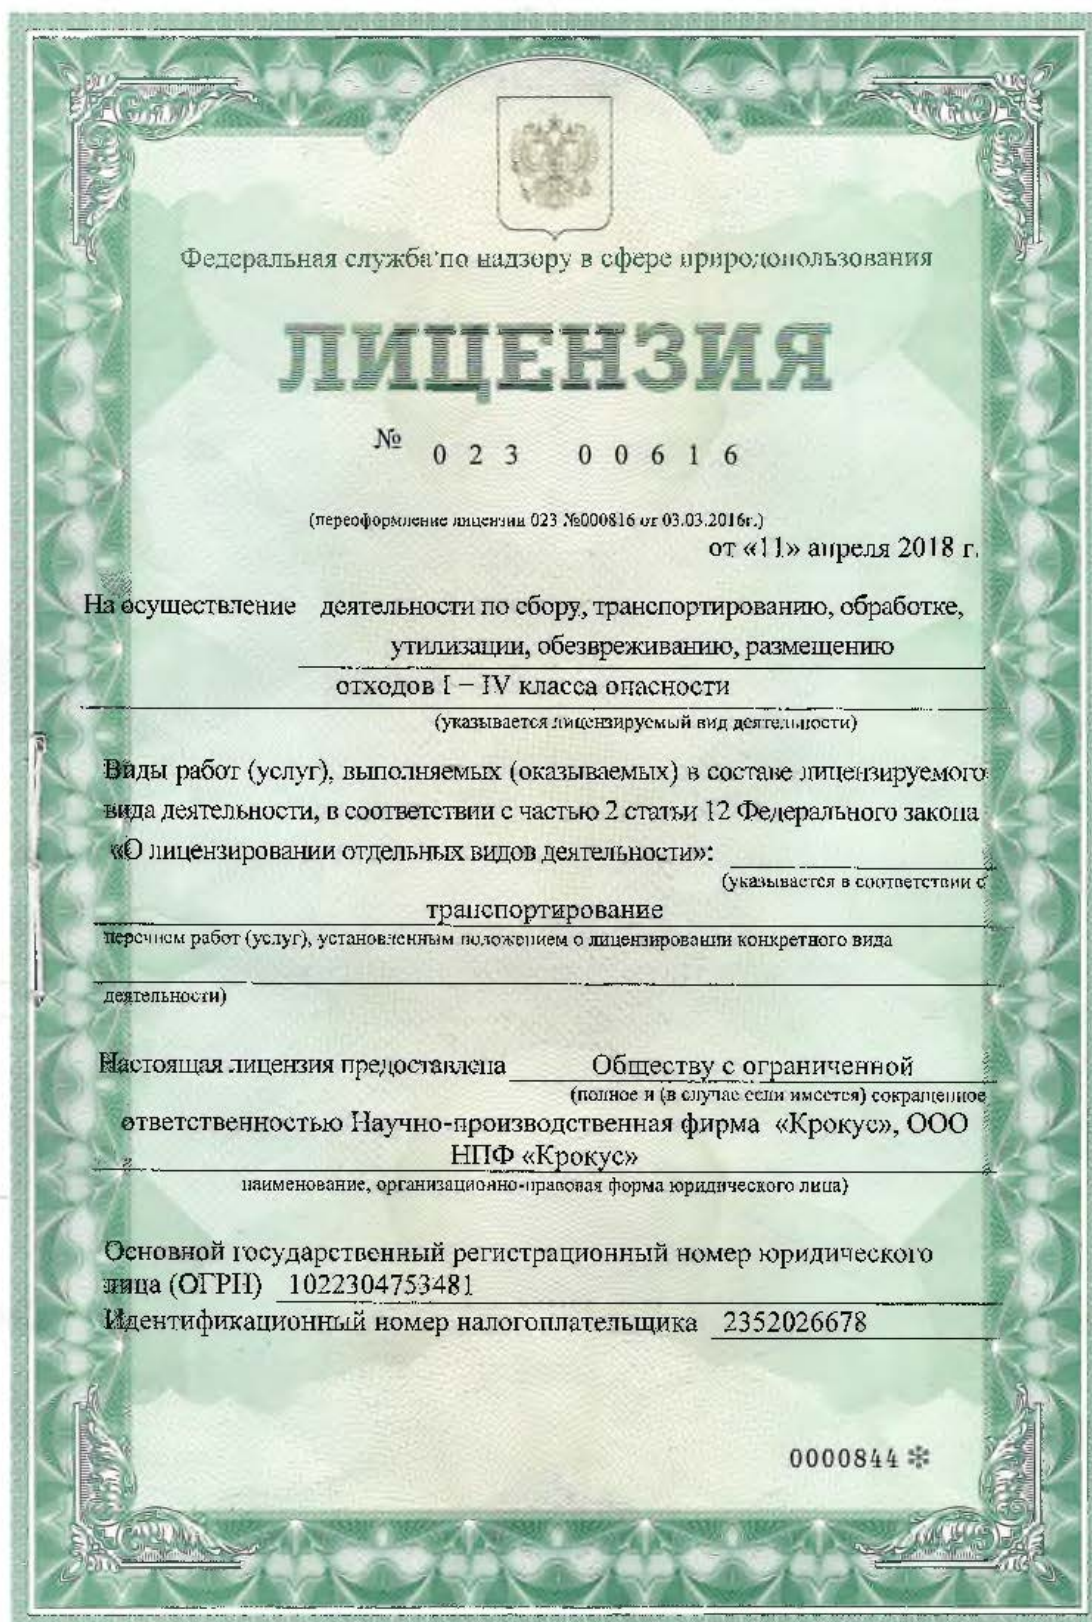 Федеральная служба по надзору в сфере природопользования
ЛИЦЕНЗИЯ
№ 023 00616
(переоформление лицензии 023 №000816 от 03.03.2016г.)
от «11» апреля 2018 г.
На осуществление деятельности по сбору, транспортированию, обработке,
утилизации, обезвреживанию, размещению
отходов I – IV класса опасности
(указывается лицензируемый вид деятельности)
Виды работ (услуг), выполняемых (оказываемых) в составе лицензируемого
вида деятельности, в соответствии с частью 2 статьи 12 Федерального закона
«О лицензировании отдельных видов деятельности»:
(указывается в соответствии с
транспортирование
перечнем работ (услуг), установленным положением о лицензировании конкретного вида
деятельности)
Настоящая лицензия предоставлена Обществу с ограниченной
(полное и (в случае если имеется) сокращенное
ответственностью Научно-производственная фирма «Крокус», ООО
НПФ «Крокус»
наименование, организационно-правовая форма юридического лица)
Основной государственный регистрационный номер юридического
лица (ОГРН) 1022304753481
Идентификационный номер налогоплательщика 2352026678
0000844 *